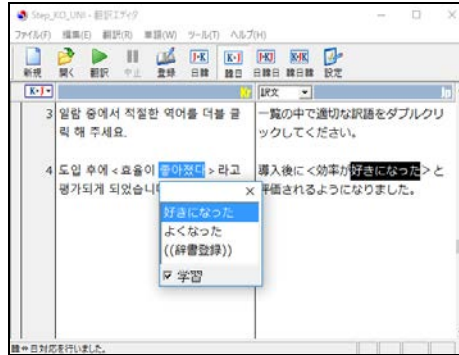 Step_KO_UNI - 翻訳エディタ
ファイル(F) 編集(E) 翻訳(R) 単語(W) ツール(T) ヘルプ(H)
新規 開く 翻訳 中止 登録 日韓 韓日 日韓日 韓日韓 設定
K›J
Kr
訳文
Jp
3 일람 중에서 적절한 역어를 더블 클
릭 해 주세요.
一覧の中で適切な訳語をダブルクリ
ックしてください。
4 도입 후에 < 효율이 좋아졌다 > 라고
평가되게 되었습니
導入後に<効率が好きになった>と
評価されるようになりました。
好きになった
よくなった
((辞書登録))
学習
韓⇔日対応を行いました。